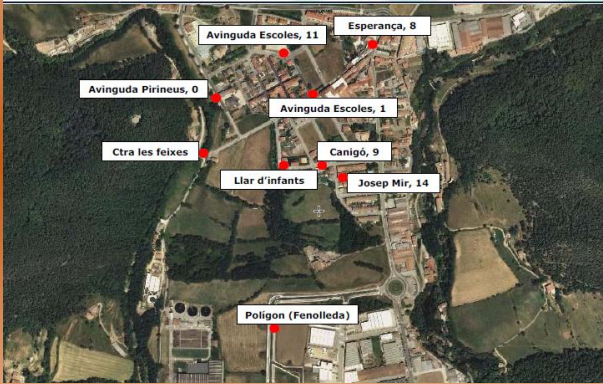 Esperança, 8
Avinguda Escoles, 11
Avinguda Pirineus, 0
Avinguda Escoles, 1
Ctra les feixes
Canigó, 9
Llar d'infants
Josep Mir, 14
Polígon (Fenolleda)